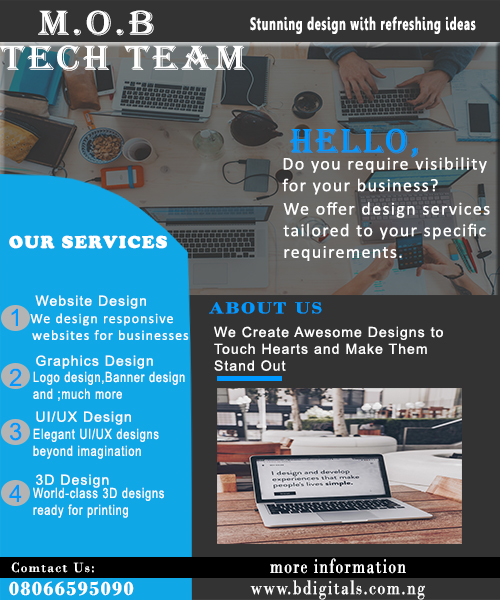 M.O.B
TECH TEAM
Stunning design with refreshing ideas
HELLO,
Do you require visibility
for your business?
We offer design services
tailored to your specific
requirements.
OUR SERVICES
1
Website Design
We design responsive
websites for businesses
2
Graphics Design
Logo design,Banner design
and ;much more
3
UI/UX Design
Elegant UI/UX designs
beyond imagination
4
3D Design
World-class 3D designs
ready for printing
ABOUT US
We Create Awesome Designs to
Touch Hearts and Make Them
Stand Out
I design and develop
experiences that make
people's lives simple.
Comtact Us:
08066595090
more information
www.bdigitals.com.ng